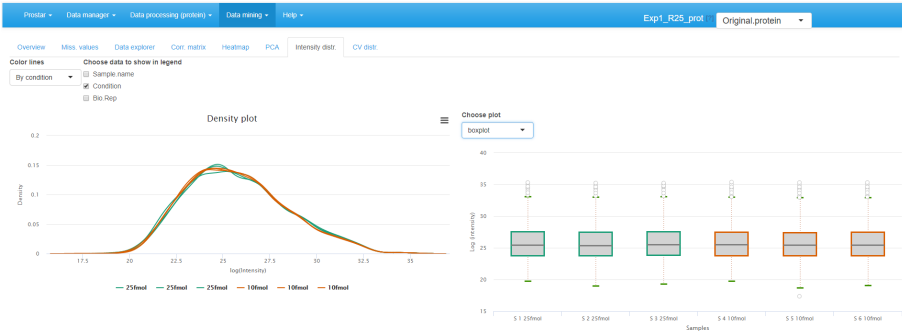 Prostar Data manager Data processing (protein) Data mining Help Exp1_R25_prot [?] Original.protein
Overview Miss. values Data explorer Corr. matrix Heatmap PCA Intensity distr. CV distr.
Color lines Choose data to show in legend
By condition
Sample.name
Condition
Bio.Rep
Density plot
Choose plot
boxplot
0.2
0.15
0.1
0.05
0
Density
17.5 20 22.5 25 27.5 30 32.5 35
log(Intensity)
25fmol 25fmol 25fmol 10fmol 10fmol 10fmol
40
35
30
25
20
15
Log (intensity)
S 1 25fmol S 2 25fmol S 3 25fmol S 4 10fmol S 5 10fmol S 6 10fmol
Samples